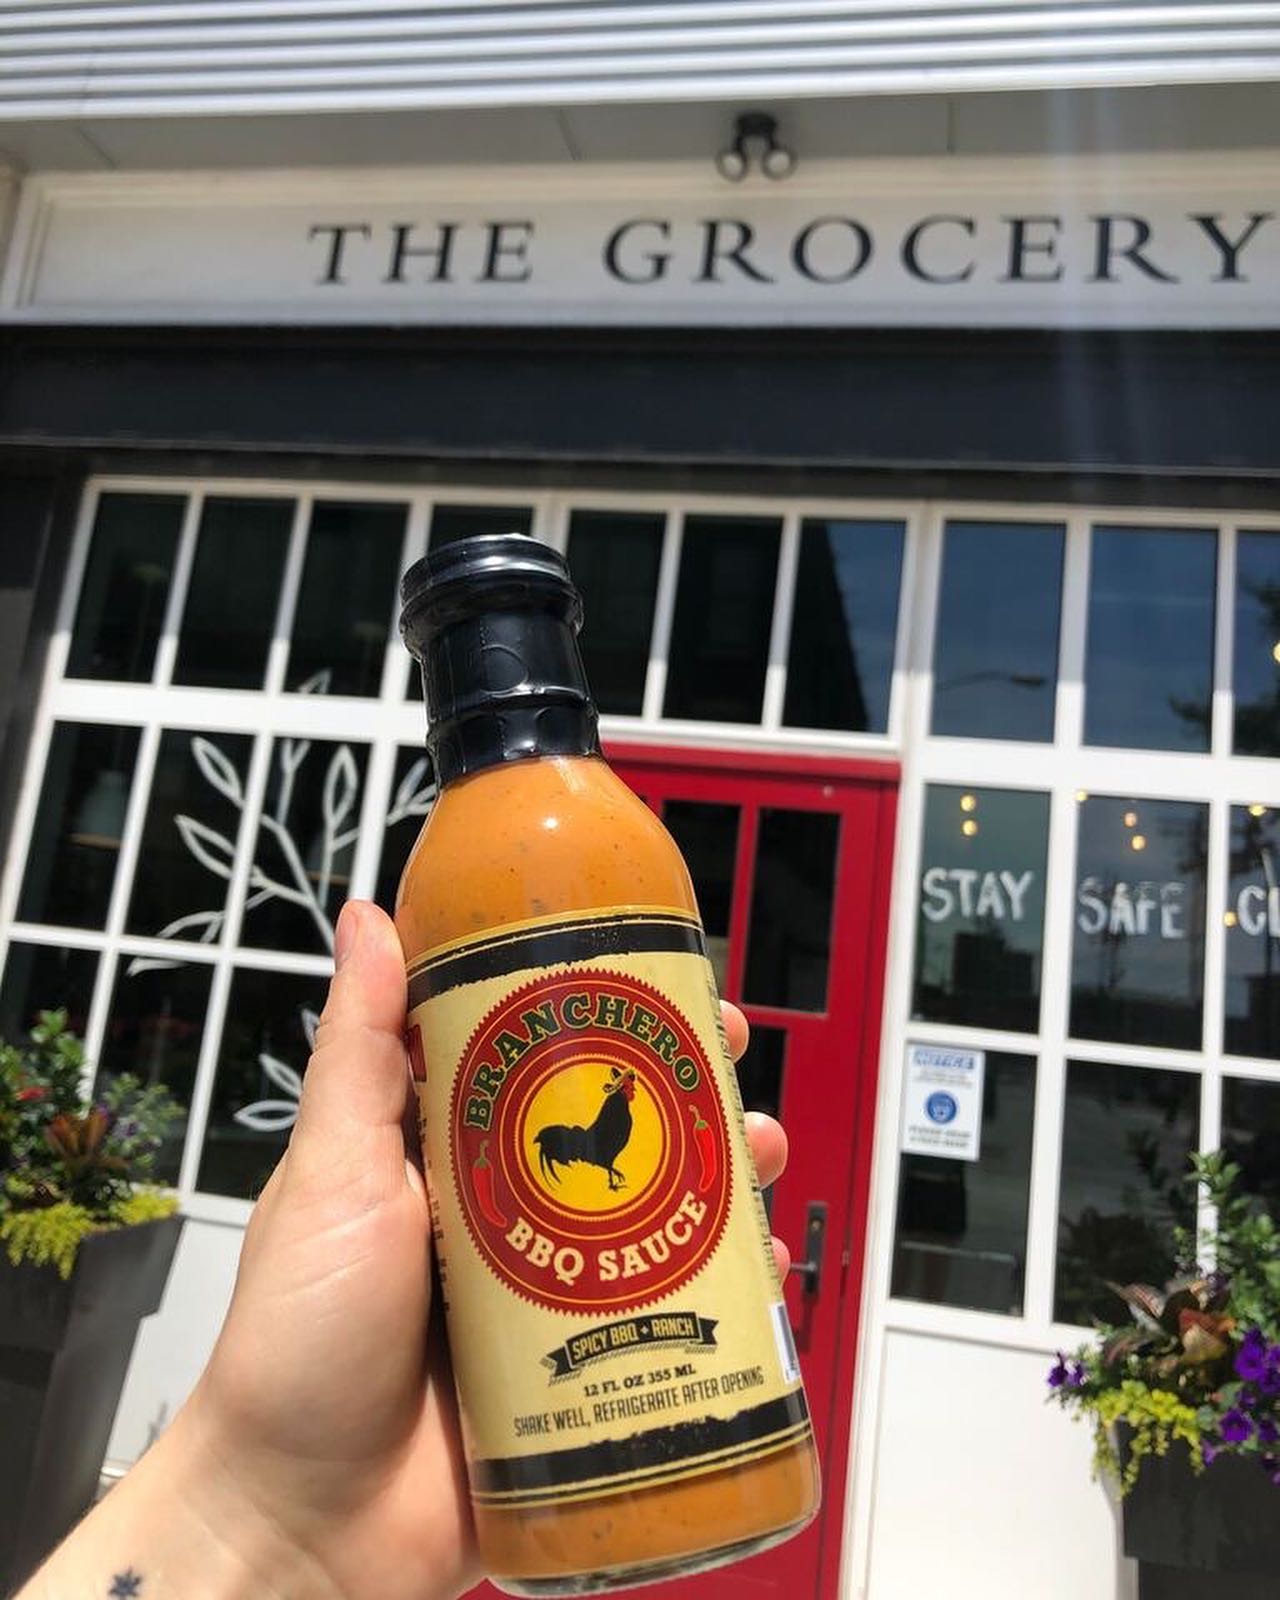 THE GROCERY
STAY SAFE
NOTICE
BRANCHERO
BBQ SAUCE
SPICY BBQ + RANCH
12 FL OZ 355 ML
SHAKE WELL, REFRIGERATE AFTER OPENING